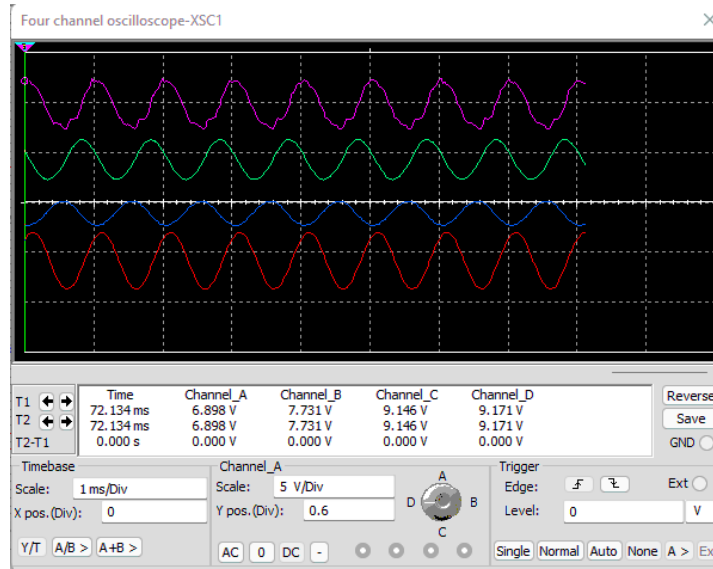 Four channel oscilloscope-XSC1
Time Channel_A Channel_B Channel_C Channel_D
T1 72.134 ms 6.898 V 7.731 V 9.146 V 9.171 V
T2 72.134 ms 6.898 V 7.731 V 9.146 V 9.171 V
T2-T1 0.000 s 0.000 V 0.000 V 0.000 V 0.000 V
Reverse
Save
GND
Timebase
Scale: 1 ms/Div
X pos.(Div): 0
Y/T A/B > A+B >
Channel_A
Scale: 5 V/Div
Y pos.(Div): 0.6
AC 0 DC -
A
D B
C
Trigger
Edge: Ext
Level: 0 V
Single Normal Auto None A > Ex